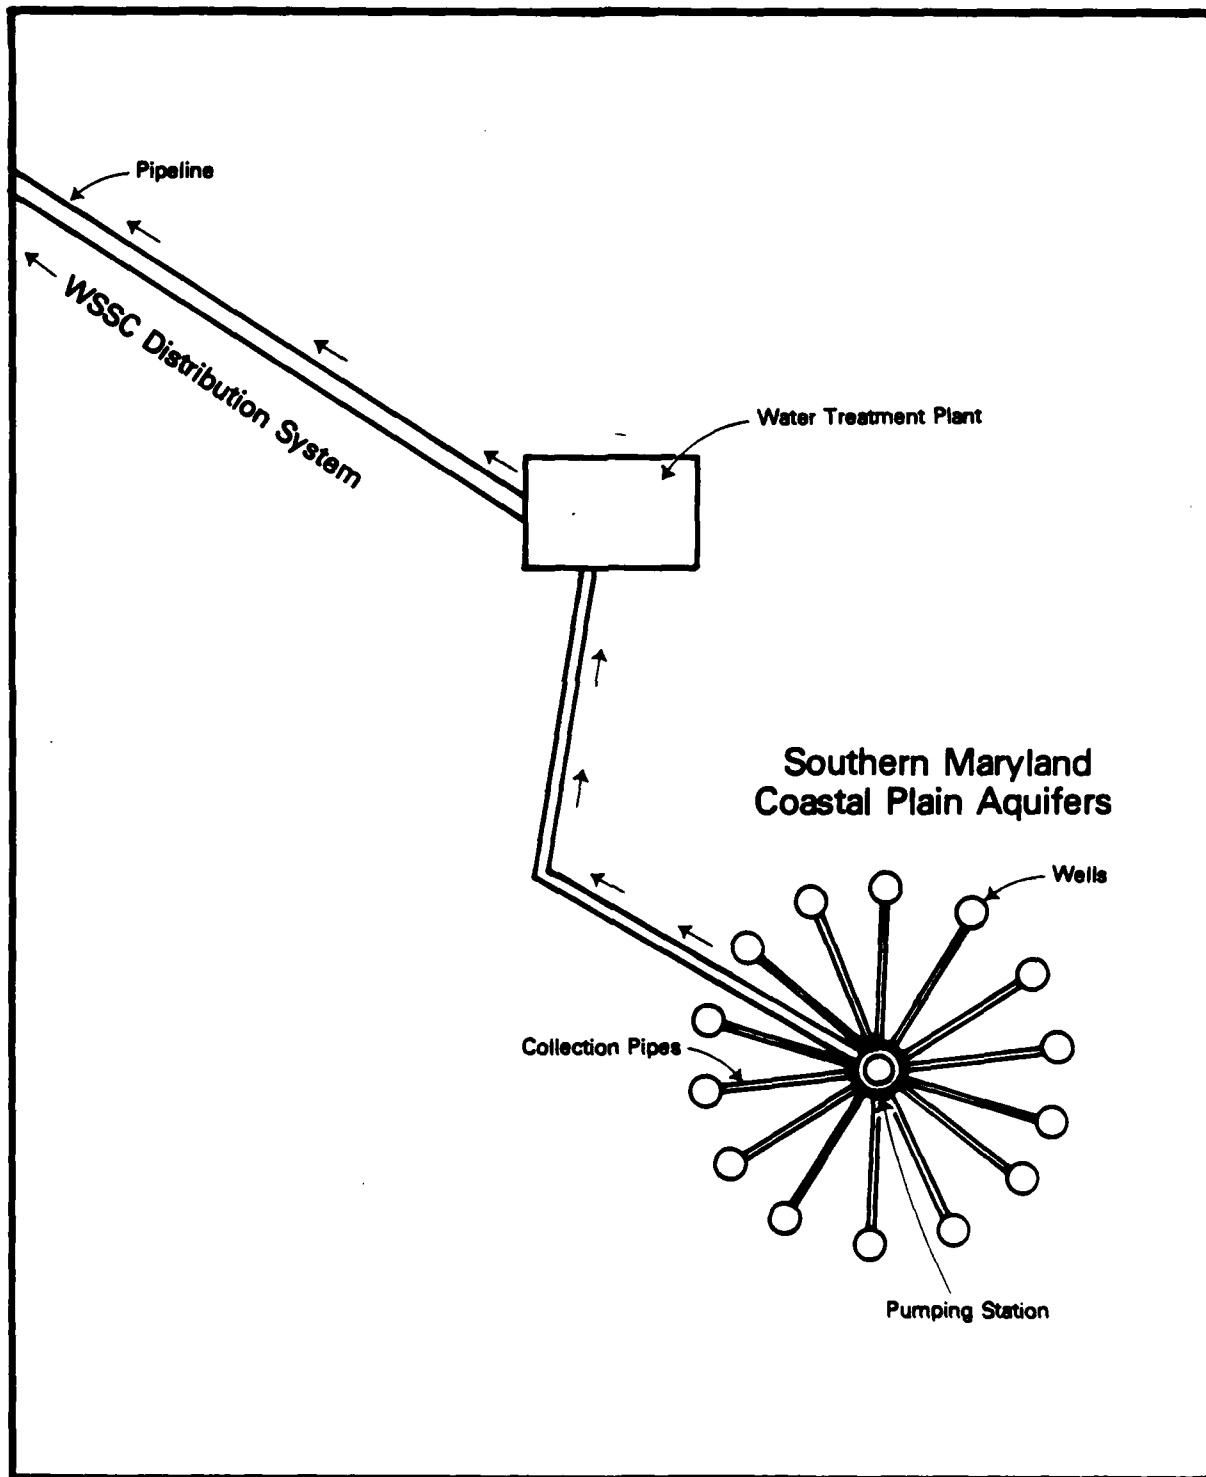 Pipeline
WSSC Distribution System
Water Treatment Plant
Southern Maryland
Coastal Plain Aquifers
Wells
Collection Pipes
Pumping Station